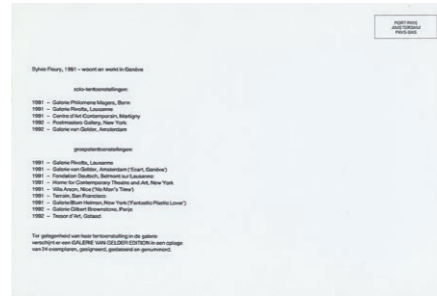 PORT PAYE
AMSTERDAM
PAYS-BAS
Sylvie Fleury, 1961 – woont en werkt in Genève
solo-tentoonstellingen:
1991 – Galerie Philomene Magers, Bonn
1991 – Galerie Rivolta, Lausanne
1991 – Centre d'Art Contemporain, Martigny
1992 – Postmasters Gallery, New York
1992 – Galerie van Gelder, Amsterdam
groepstentoonstellingen:
1991 – Galerie Rivolta, Lausanne
1991 – Galerie van Gelder, Amsterdam ('Ecart, Genève')
1991 – Fondation Deutsch, Belmont sur Lausanne
1991 – Home for Contemporary Theatre and Art, New York
1991 – Villa Arson, Nice ('No Man's Time')
1991 – Terrain, San Francisco
1991 – Galerie Blum Helman, New York ('Fantastic Plastic Lover')
1992 – Galerie Gilbert Brownstone, Parijs
1992 – Tresor d'Art, Gstaad
Ter gelegenheid van haar tentoonstelling in de galerie
verschijnt er een GALERIE VAN GELDER EDITION in een oplage
van 24 exemplaren, gesigneerd, gedateerd en genummerd.